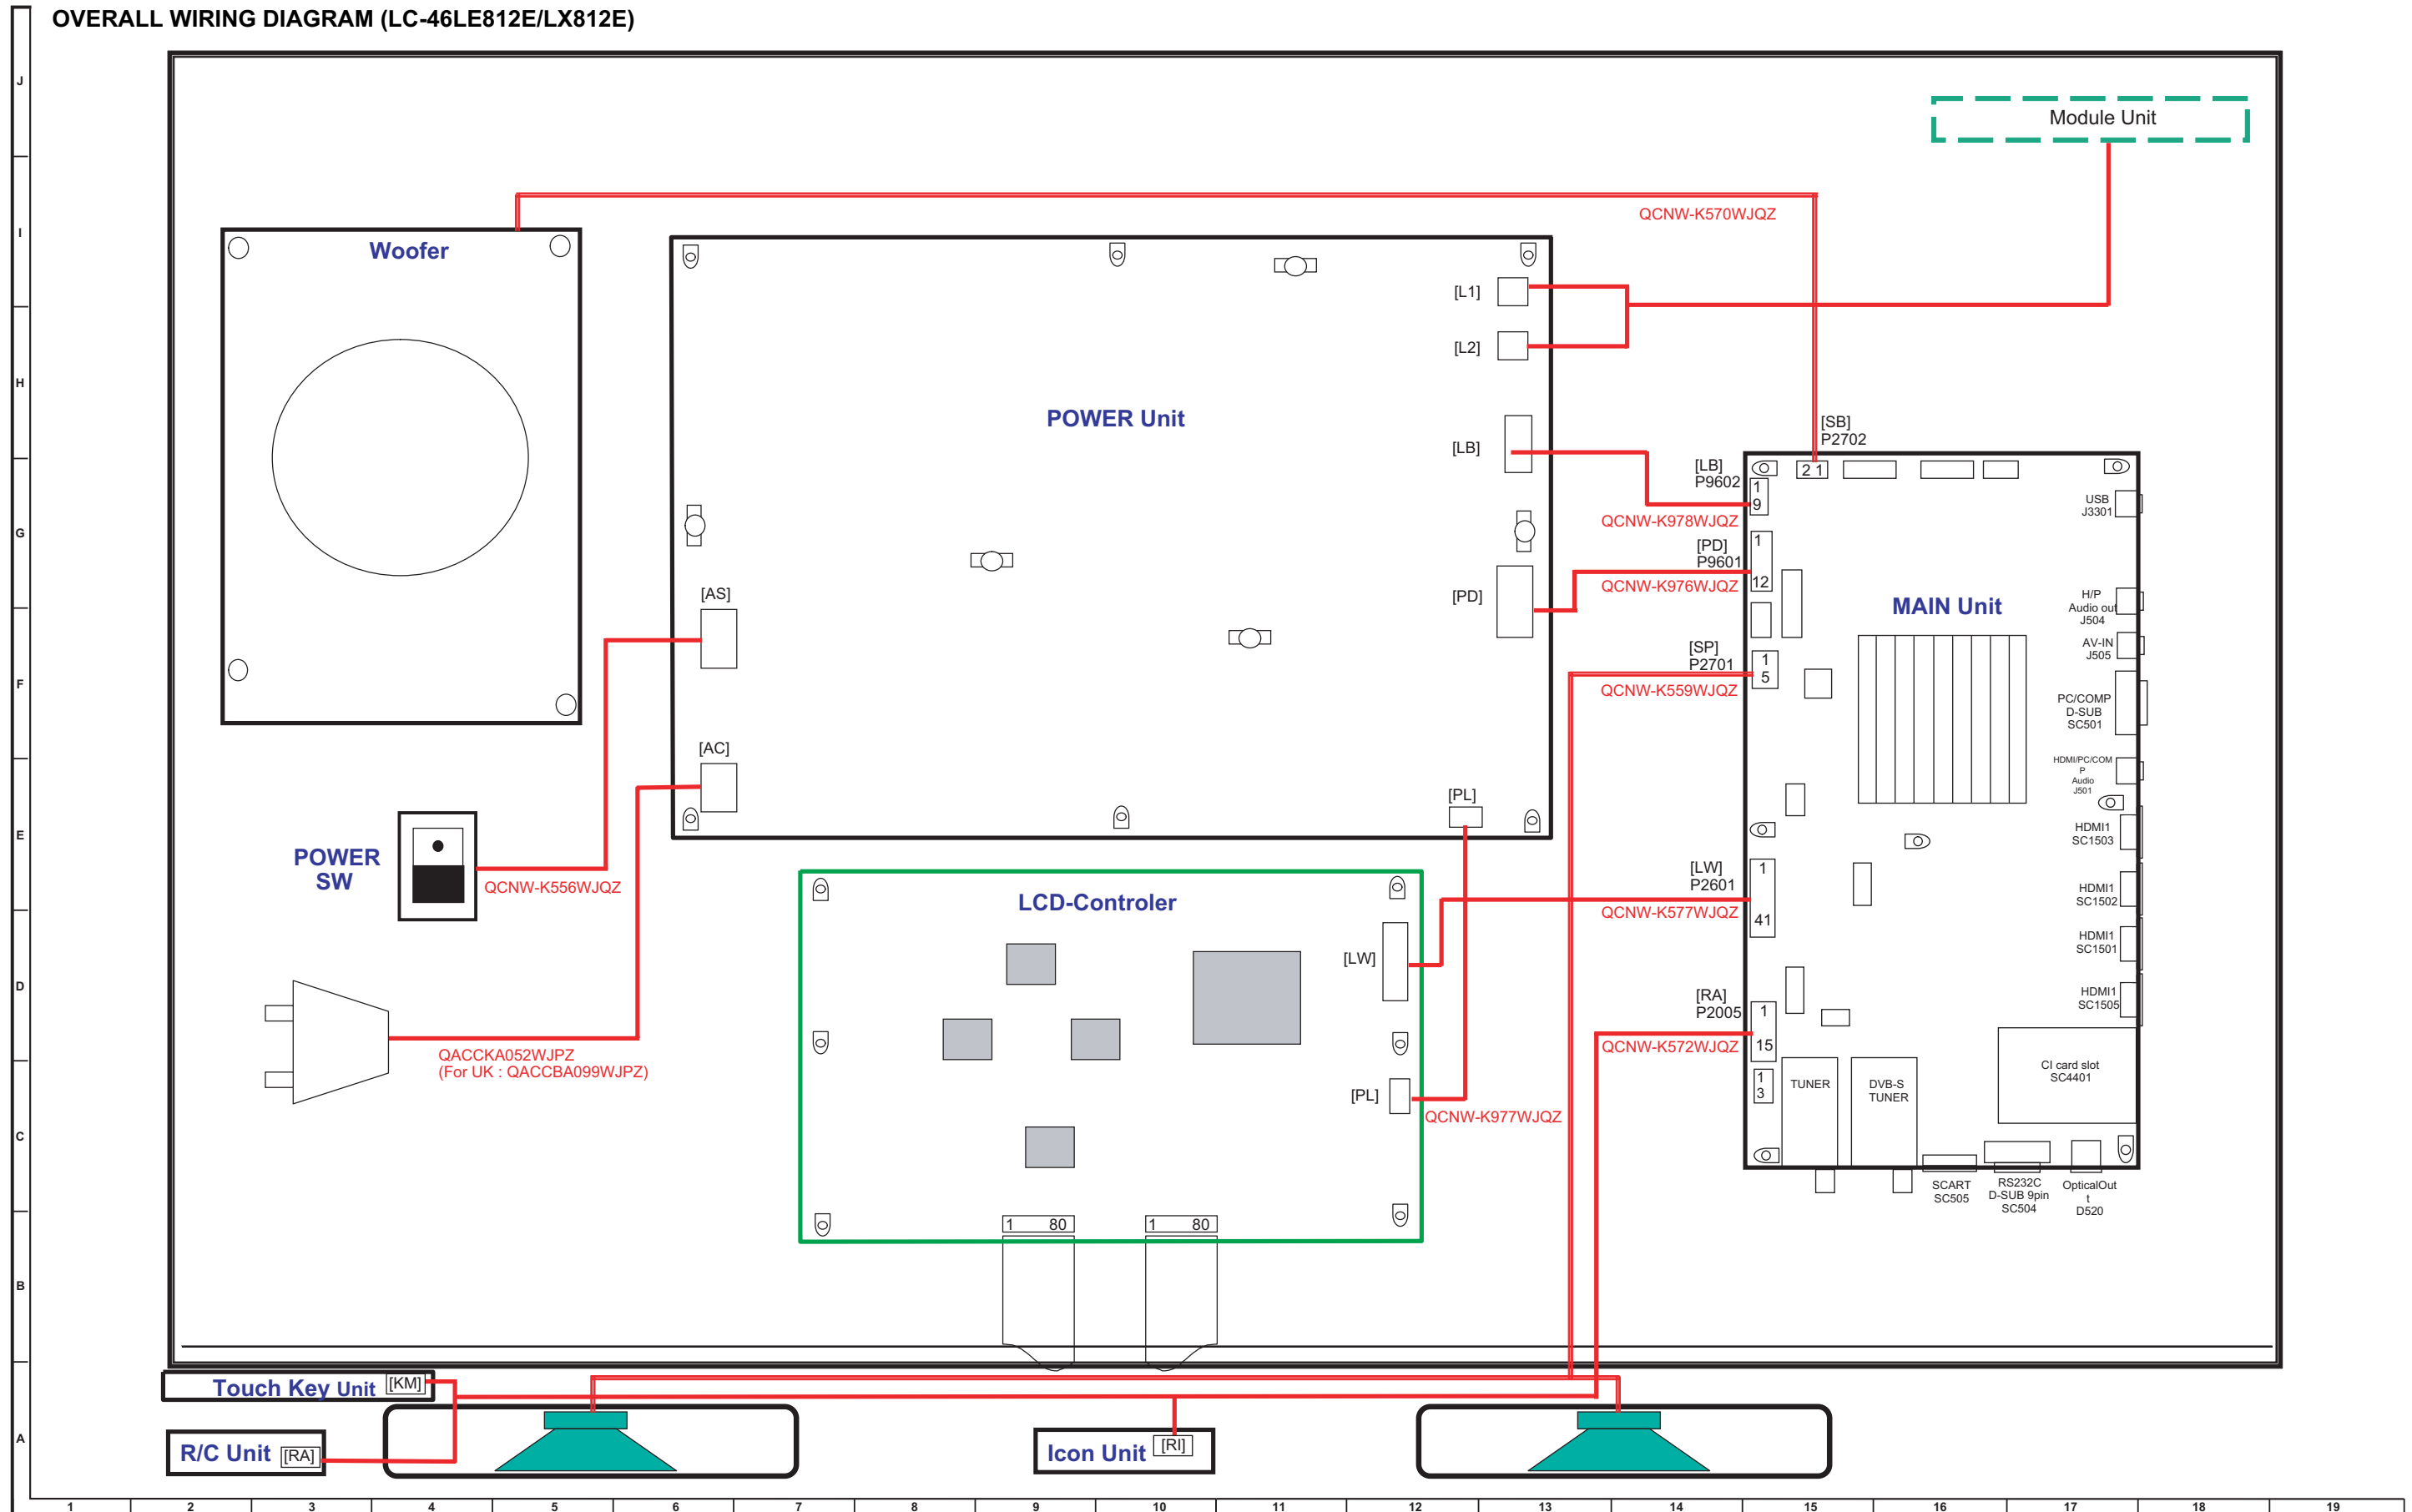 OVERALL WIRING DIAGRAM (LC-46LE812E/LX812E)
J
Module Unit
QCNW-K570WJQZ
I
Woofer
[L1]
[L2]
H
POWER Unit
[SB]
P2702
[LB]
[LB]
P9602
2 1
1
9
USB
J3301
QCNW-K978WJQZ
G
[PD]
P9601
1
12
QCNW-K976WJQZ
[AS]
[PD]
MAIN Unit
H/P
Audio out
J504
AV-IN
J505
[SP]
P2701
1
5
F
QCNW-K559WJQZ
PC/COMP
D-SUB
SC501
[AC]
HDMI/PC/COM
P
Audio
J501
[PL]
E
HDMI1
SC1503
POWER
SW
QCNW-K556WJQZ
LCD-Controler
[LW]
P2601
1
41
QCNW-K577WJQZ
HDMI1
SC1502
HDMI1
SC1501
[LW]
D
HDMI1
SC1505
[RA]
P2005
1
15
QCNW-K572WJQZ
QACCKA052WJPZ
(For UK : QACCBA099WJPZ)
CI card slot
SC4401
1
3
TUNER
DVB-S
TUNER
[PL]
QCNW-K977WJQZ
C
SCART
SC505
RS232C
D-SUB 9pin
SC504
OpticalOut
t
D520
1 80
1 80
B
Touch Key Unit [KM]
A
R/C Unit [RA]
Icon Unit [RI]
1 2 3 4 5 6 7 8 9 10 11 12 13 14 15 16 17 18 19